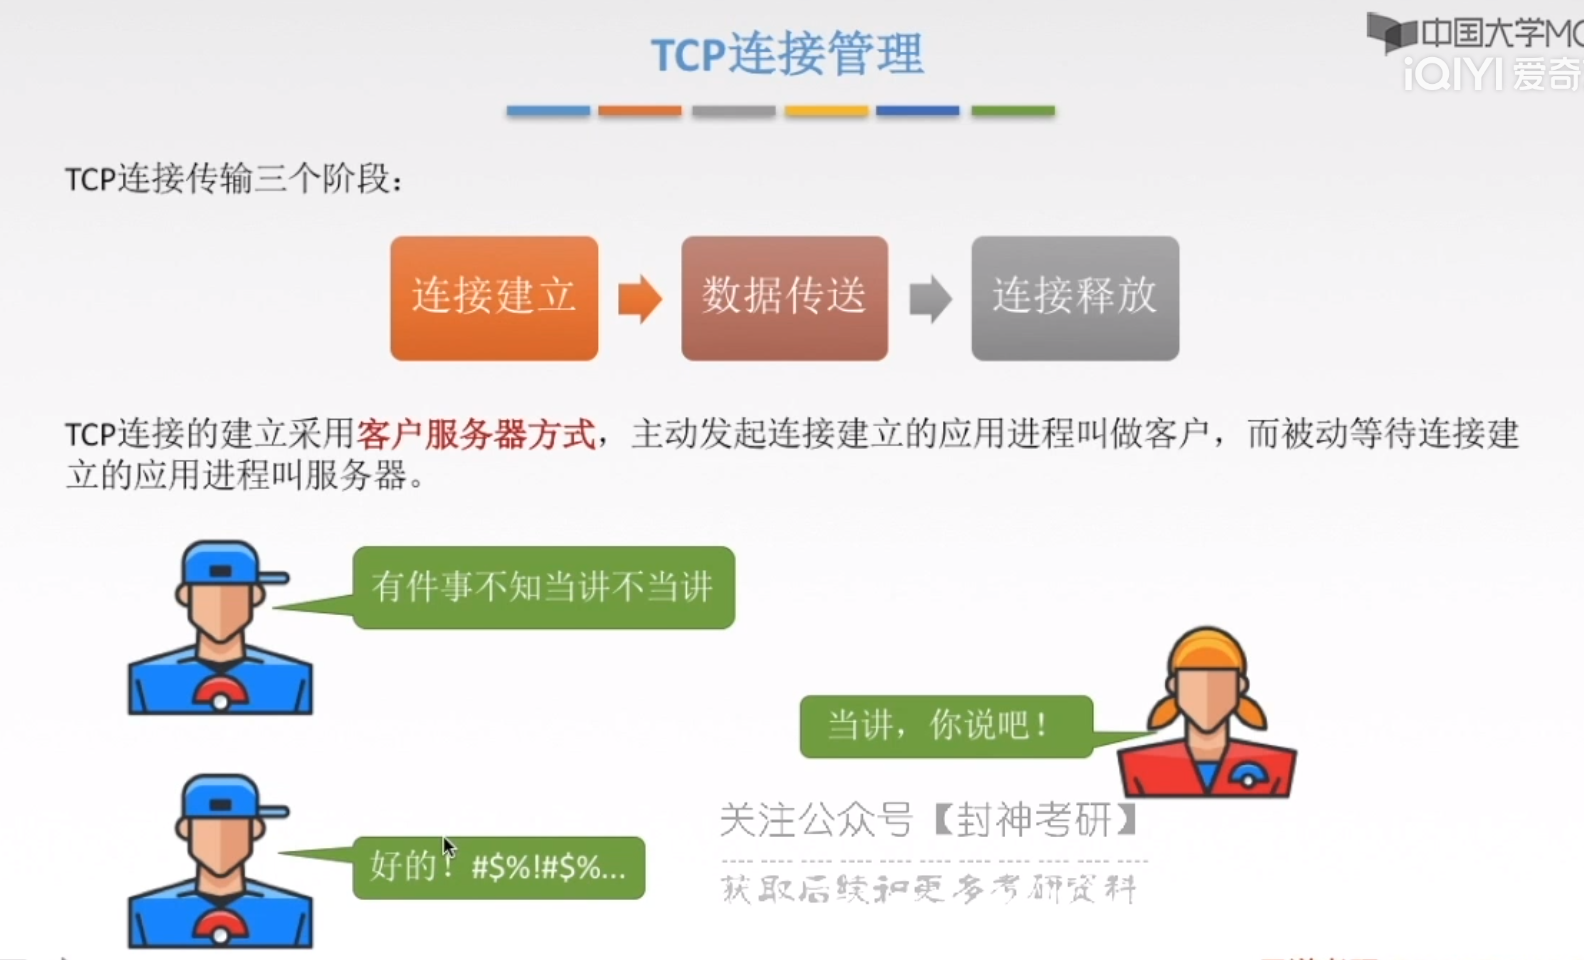 TCP连接管理
中国大学MO
iQIYI 爱奇
TCP连接传输三个阶段：
连接建立
数据传送
连接释放
TCP连接的建立采用客户服务器方式，主动发起连接建立的应用进程叫做客户，而被动等待连接建
立的应用进程叫服务器。
有件事不知当讲不当讲
当讲，你说吧！
好的！#$%!#$%...
关注公众号【封神考研】
获取后续和更多考研资料